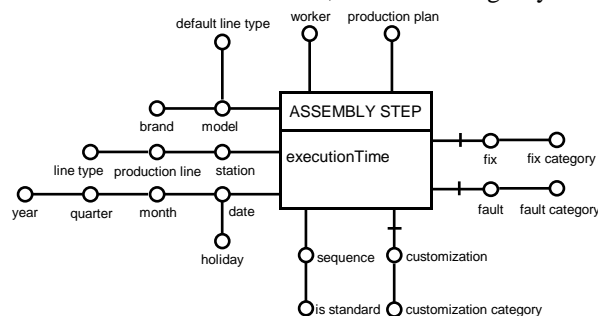 default line type
worker
production plan
ASSEMBLY STEP
brand
model
executionTime
fix
fix category
line type
production line
station
year
quarter
month
date
fault
fault category
holiday
sequence
customization
is standard
customization category